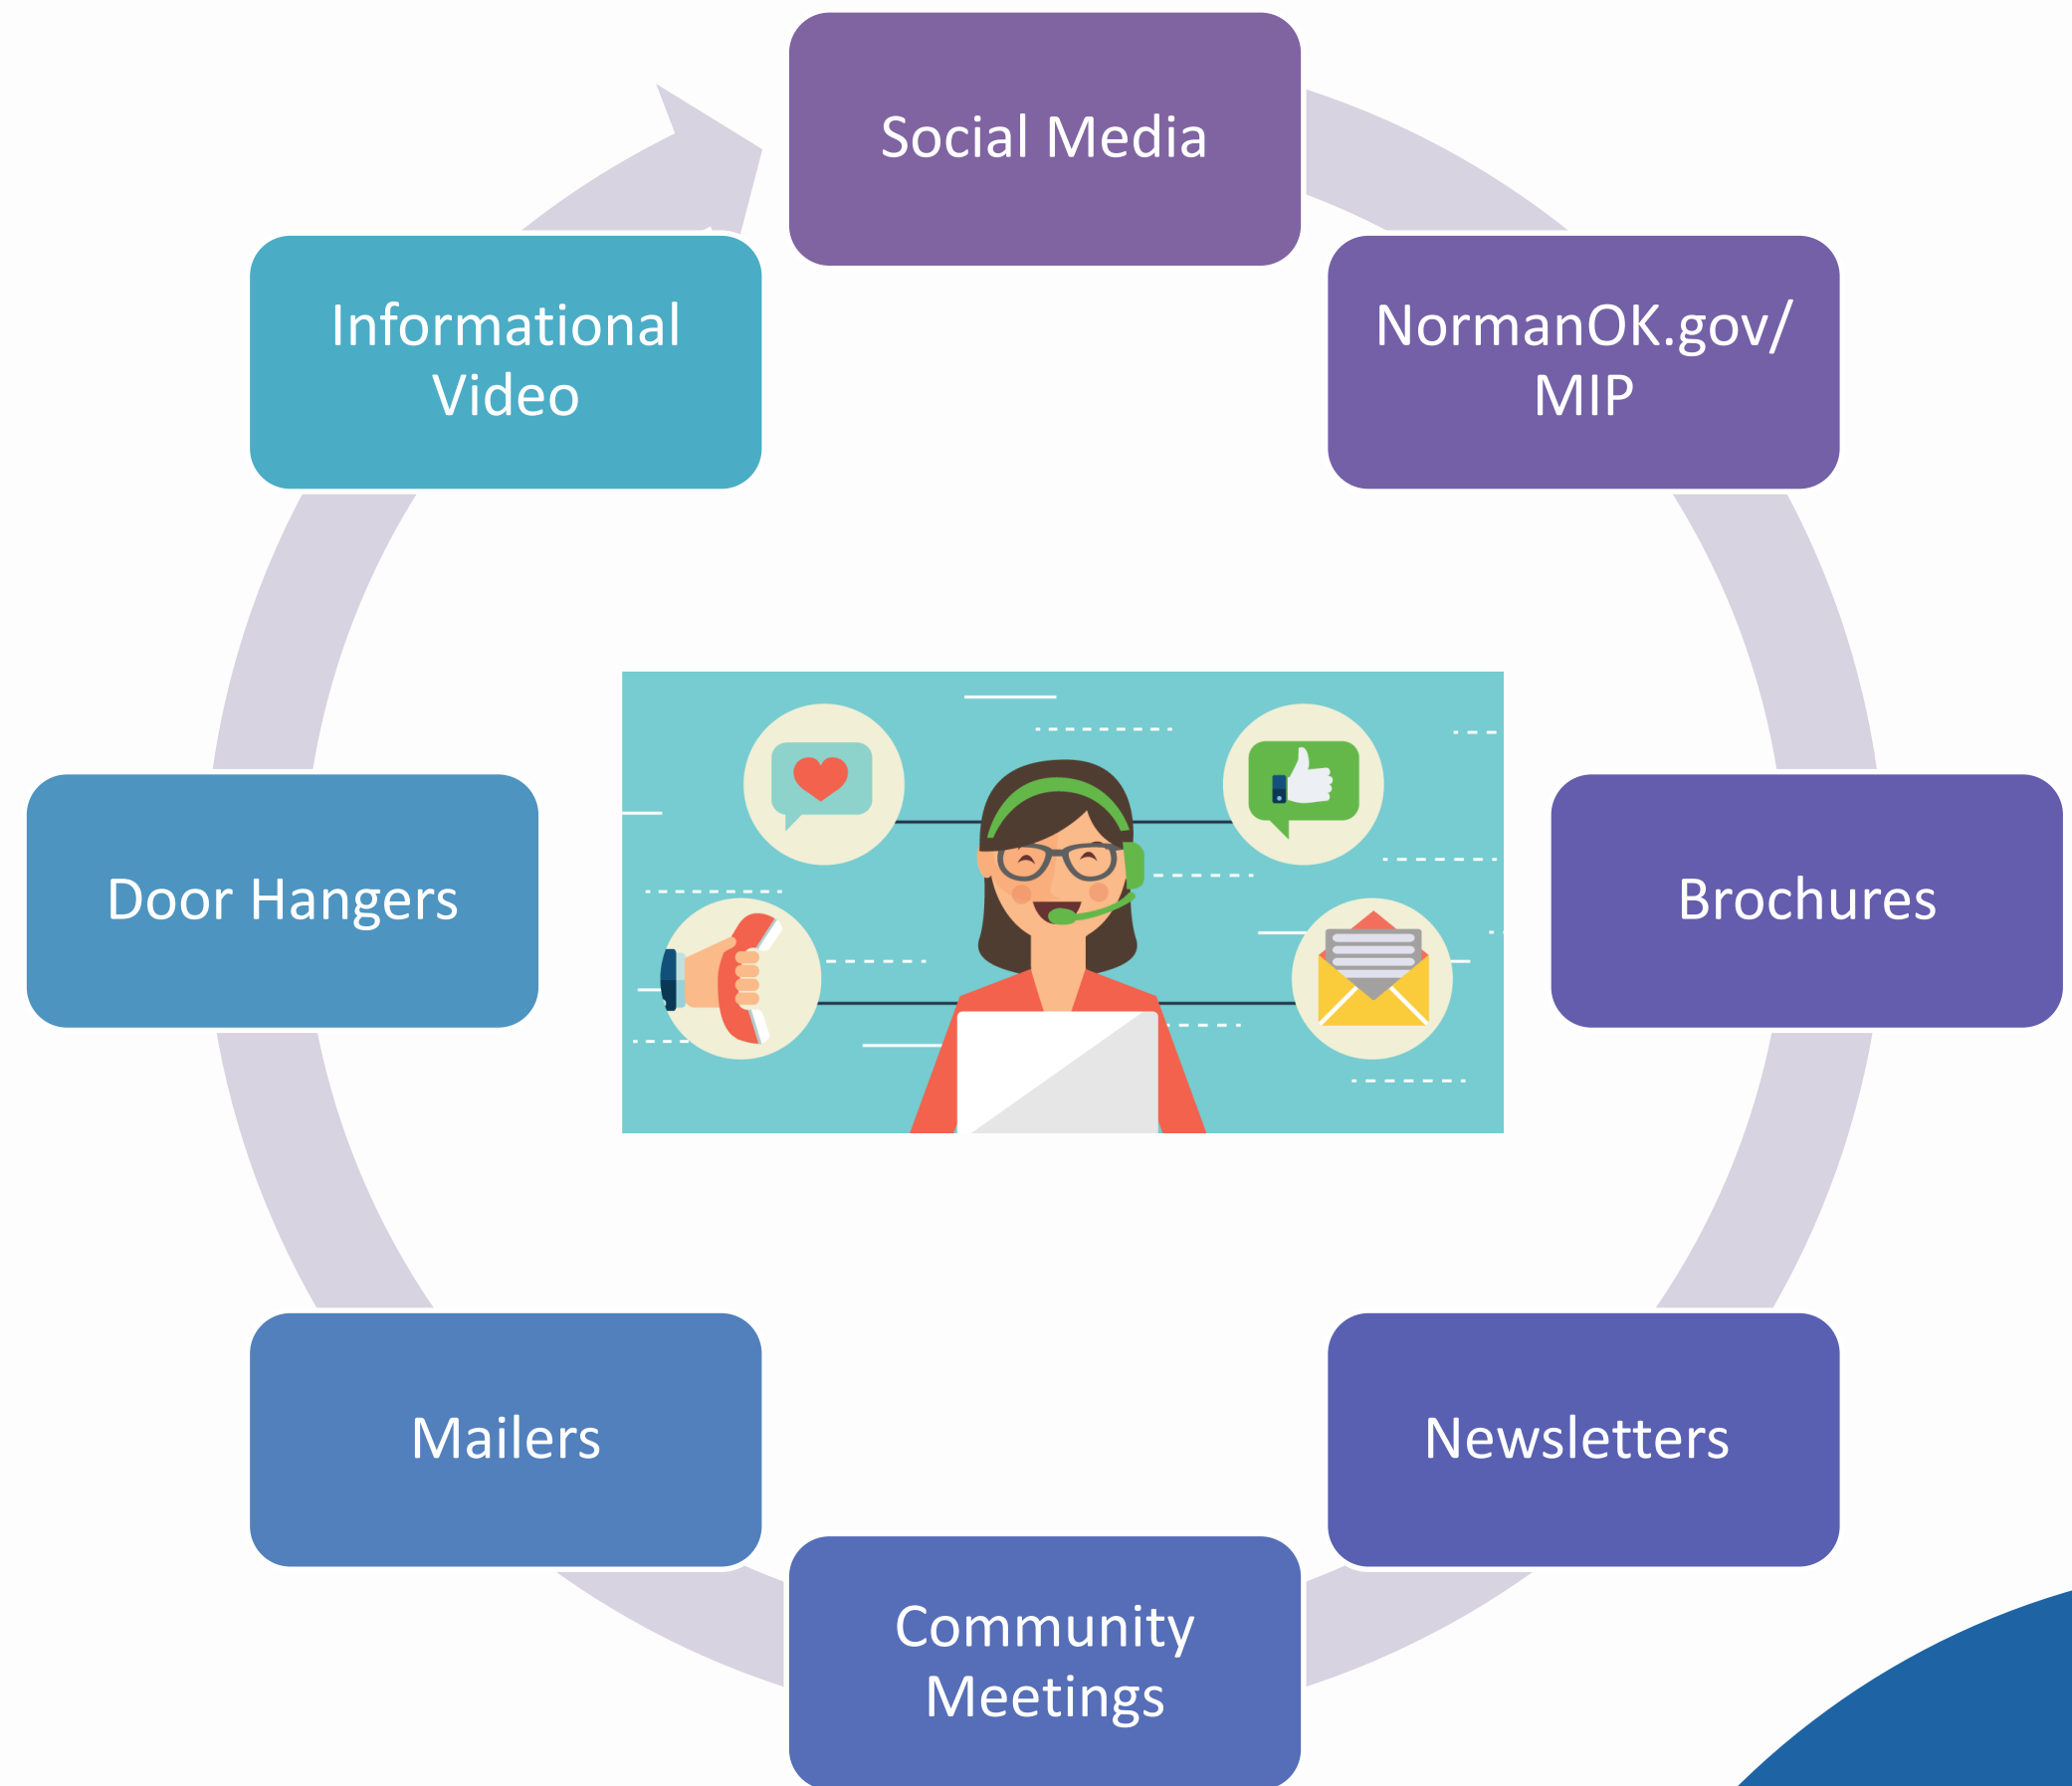 Social Media
NormanOK.gov/
MIP
Brochures
Newsletters
Community
Meetings
Mailers
Door Hangers
Informational
Video